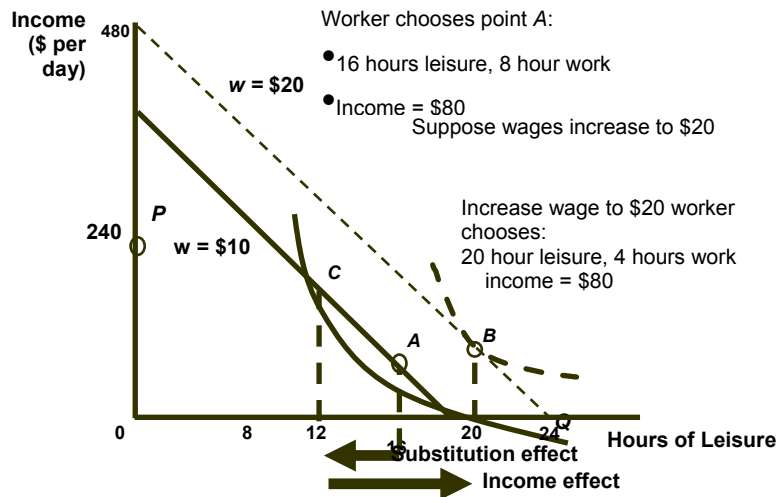 Income
($ per
day)
480
Worker chooses point A:
w = $20
•16 hours leisure, 8 hour work
•Income = $80
Suppose wages increase to $20
P
240
w = $10
Increase wage to $20 worker
chooses:
20 hour leisure, 4 hours work
income = $80
C
A
B
Q
0
8
12
16
20
24
Hours of Leisure
Substitution effect
Income effect